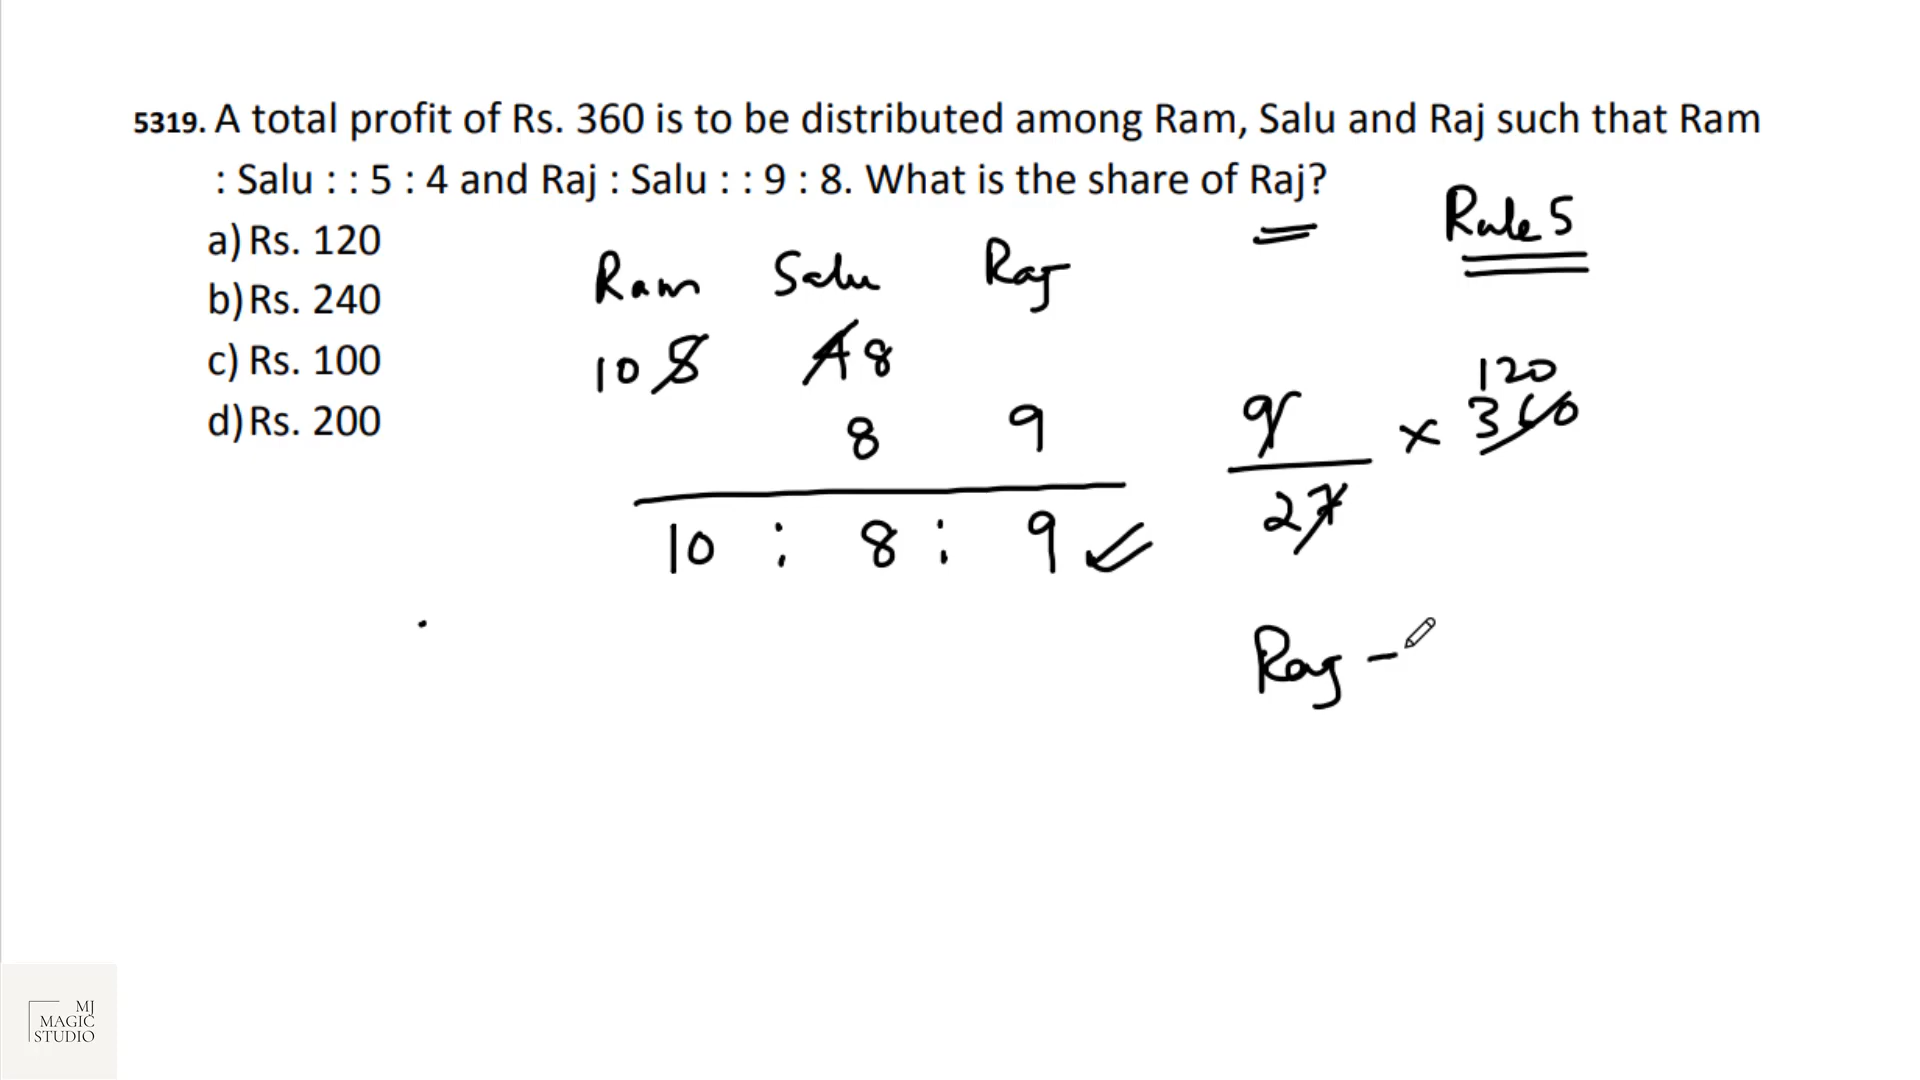 5319. A total profit of Rs. 360 is to be distributed among Ram, Salu and Raj such that Ram
: Salu : : 5 : 4 and Raj : Salu : : 9 : 8. What is the share of Raj?
Rule 5
a) Rs. 120
b) Rs. 240
c) Rs. 100
d) Rs. 200
Ram Salu Raj
10 5 4 8
8 9
10 : 8 : 9
120
9 × 360
27
Raj -
MJ
MAGIC
STUDIO